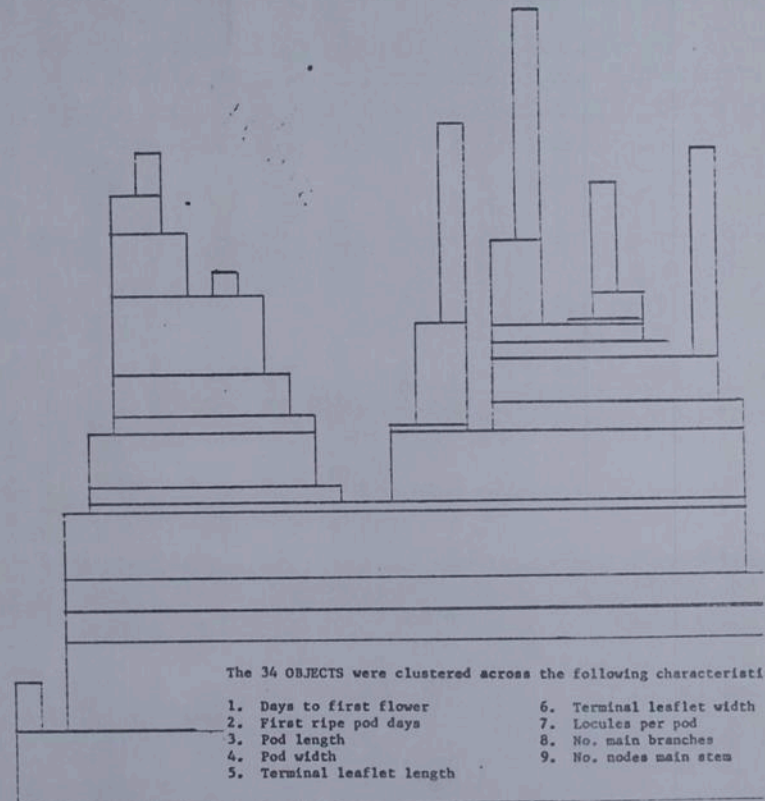 The 34 OBJECTS were clustered across the following characteristi
1. Days to first flower
2. First ripe pod days
3. Pod length
4. Pod width
5. Terminal leaflet length
6. Terminal leaflet width
7. Locules per pod
8. No. main branches
9. No. nodes main stem